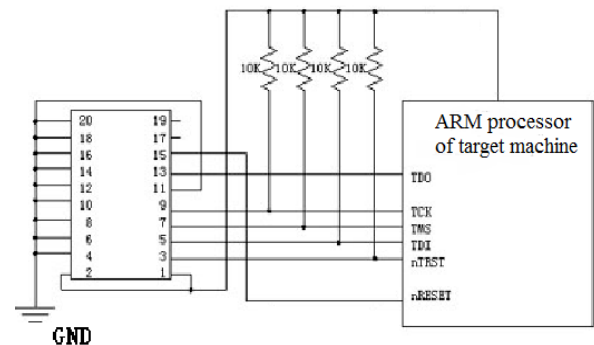 10K 10K 10K 10K
20 19
18 17
16 15
14 13
12 11
10 9
8 7
6 5
4 3
2 1
ARM processor
of target machine
TDO
TCK
TMS
TDI
nTRST
nRESET
GND